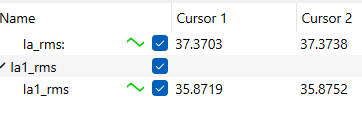 Name Cursor 1 Cursor 2
Ia_rms: 37.3703 37.3738
Ia1_rms
Ia1_rms 35.8719 35.8752